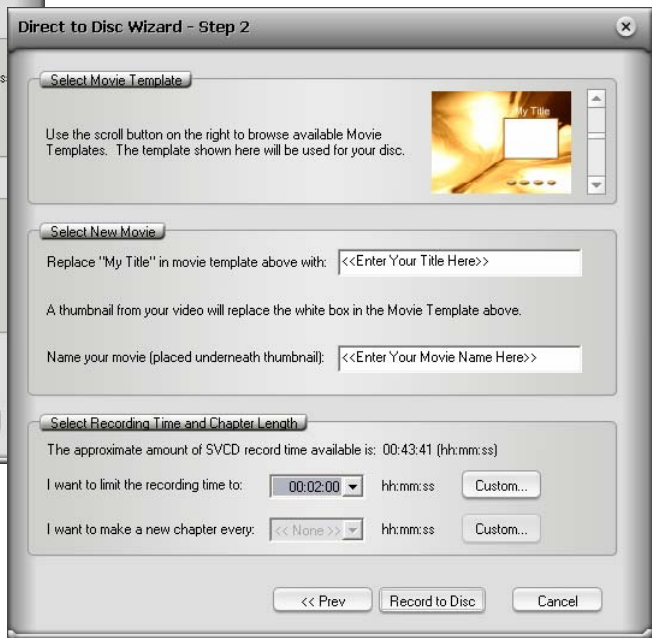 Direct to Disc Wizard - Step 2
Select Movie Template
Use the scroll button on the right to browse available Movie
Templates. The template shown here will be used for your disc.
My Title
Select New Movie
Replace "My Title" in movie template above with: <<Enter Your Title Here>>
A thumbnail from your video will replace the white box in the Movie Template above.
Name your movie (placed underneath thumbnail): <<Enter Your Movie Name Here>>
Select Recording Time and Chapter Length
The approximate amount of SVCD record time available is: 00:43:41 (hh:mm:ss)
I want to limit the recording time to: 00:02:00 hh:mm:ss Custom...
I want to make a new chapter every: << None >> hh:mm:ss Custom...
<< Prev Record to Disc Cancel